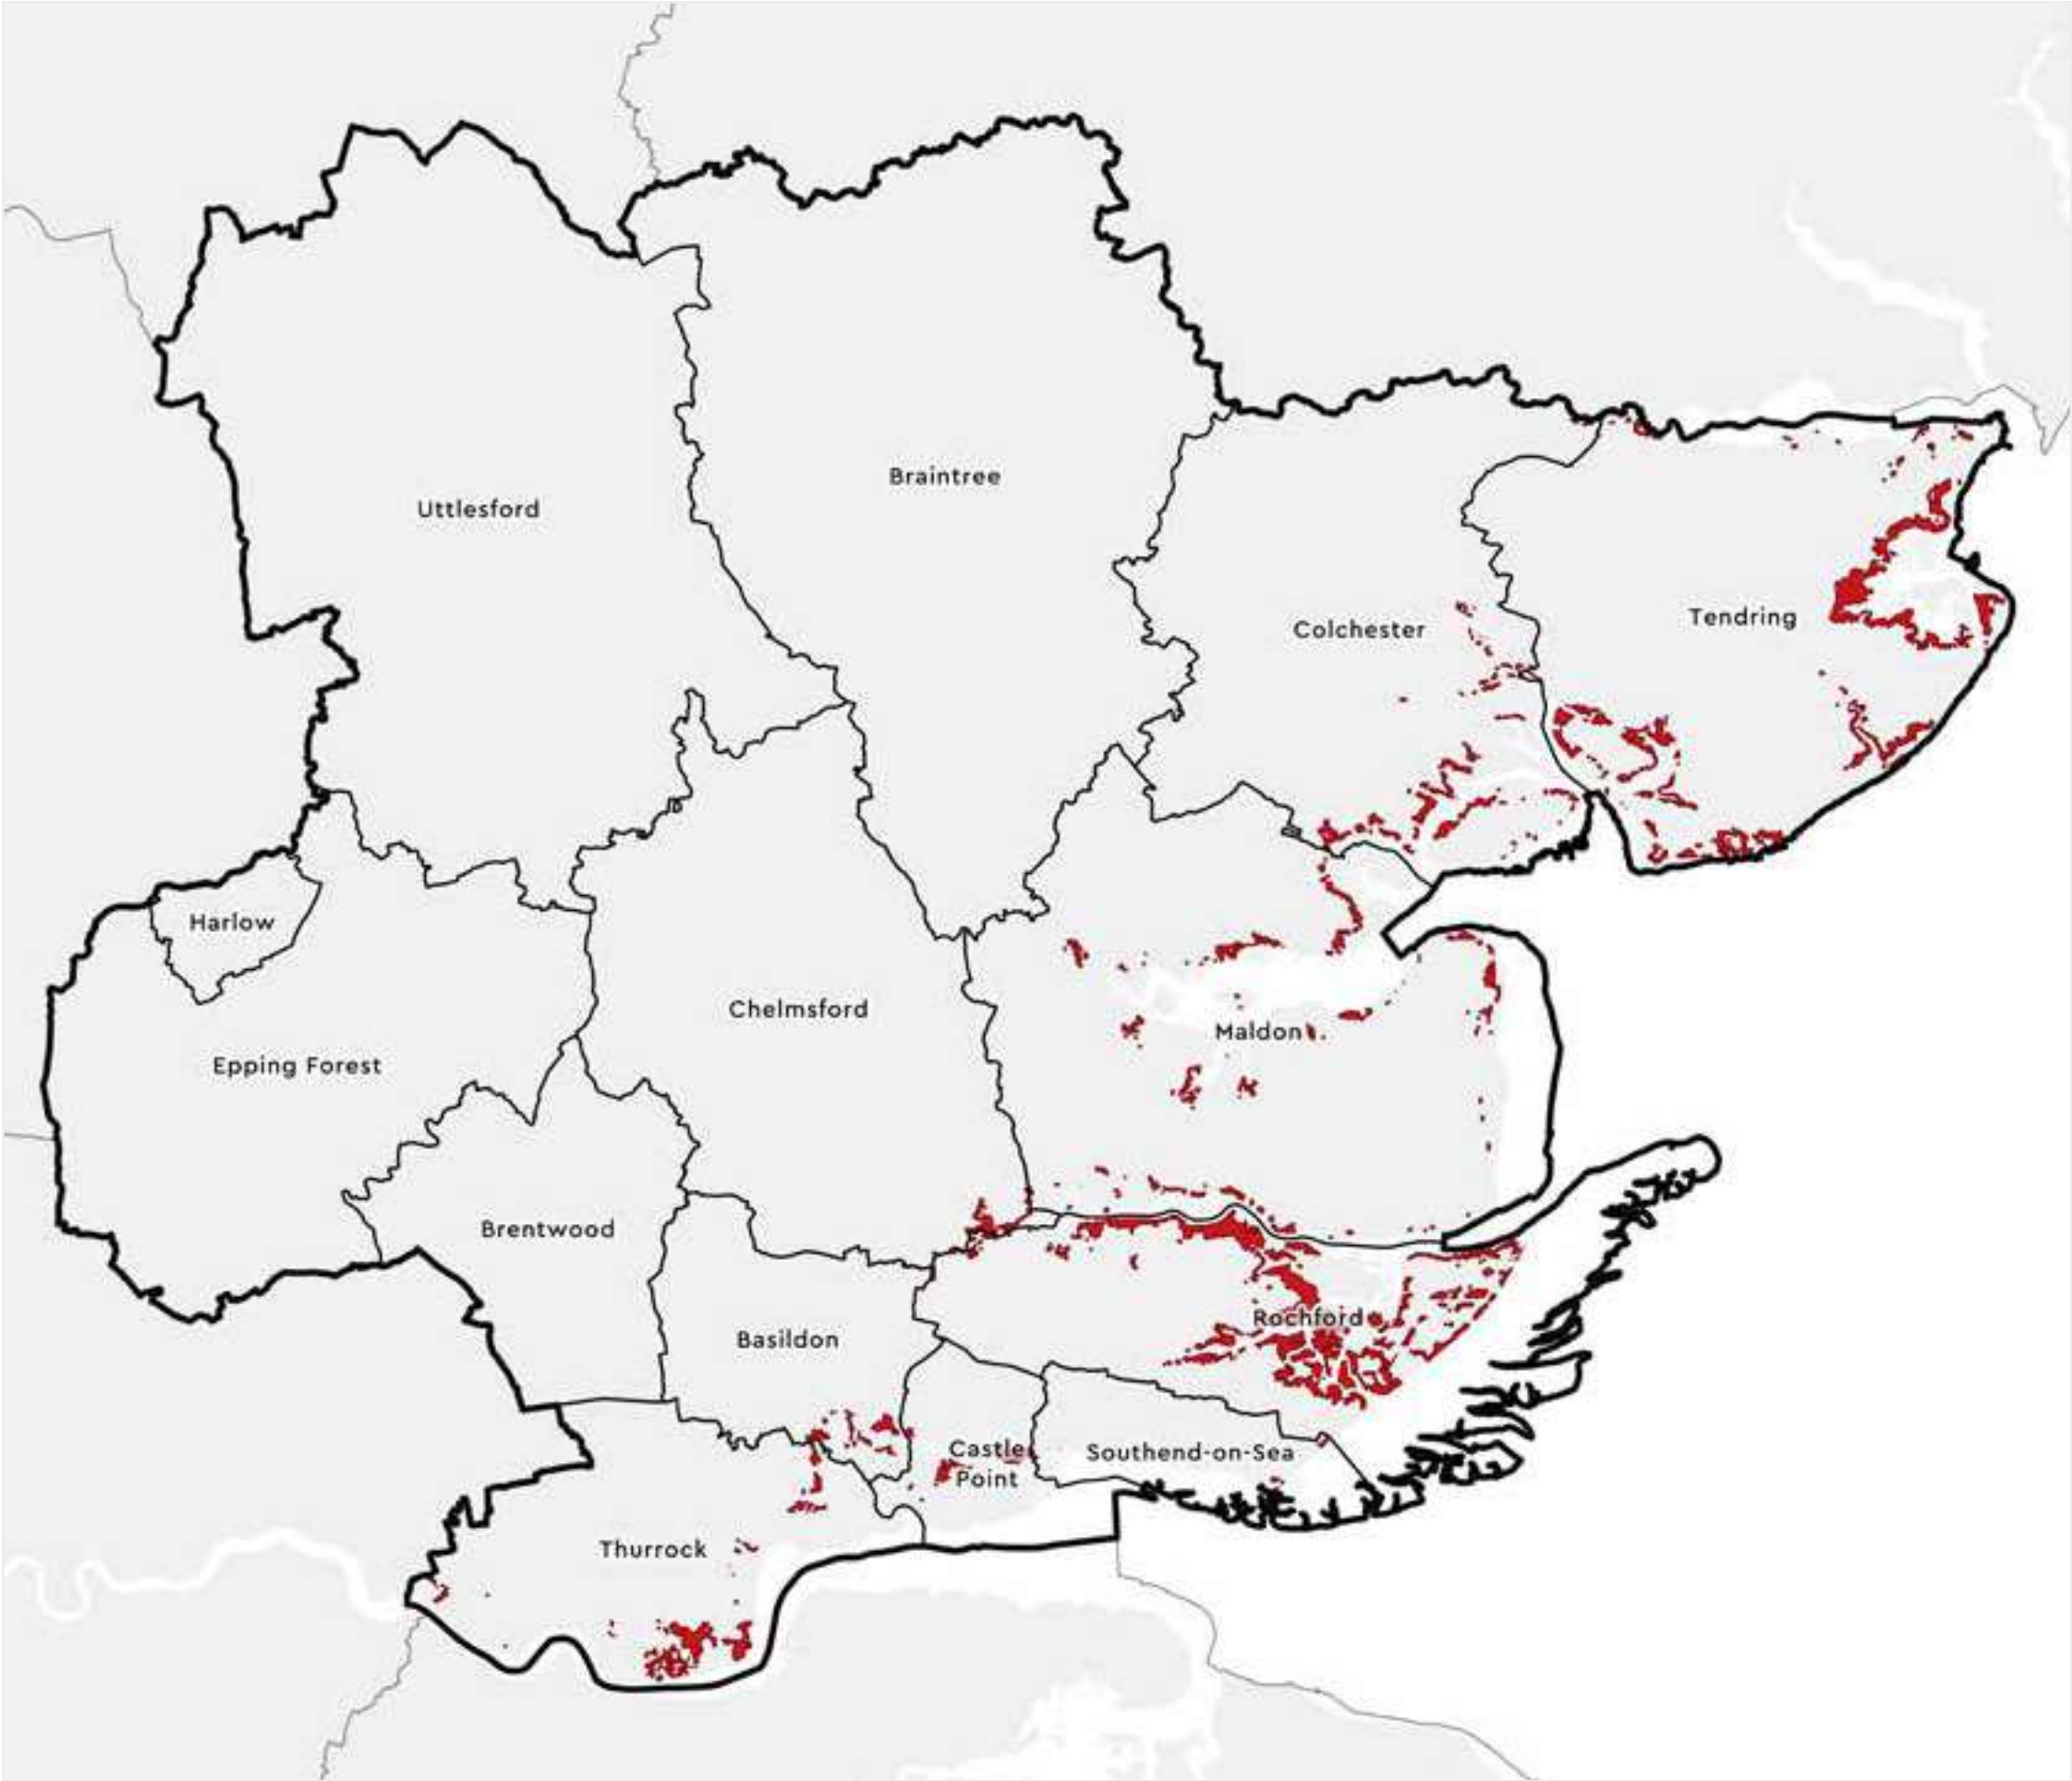 Braintree
Uttlesford
Tendring
Colchester
Harlow
Chelmsford
Maldon
Epping Forest
Brentwood
Rochford
Basildon
Castle
Point
Southend-on-Sea
Thurrock